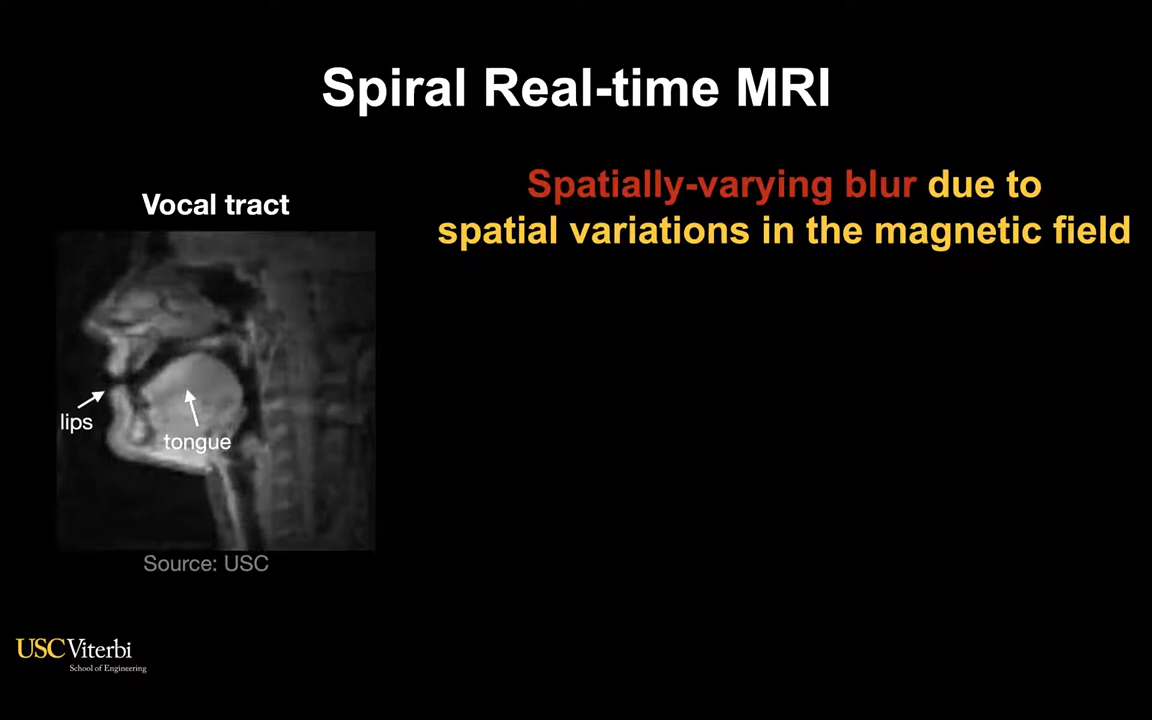 Spiral Real-time MRI
Spatially-varying blur due to
spatial variations in the magnetic field
Vocal tract
lips
tongue
Source: USC
USC Viterbi
School of Engineering